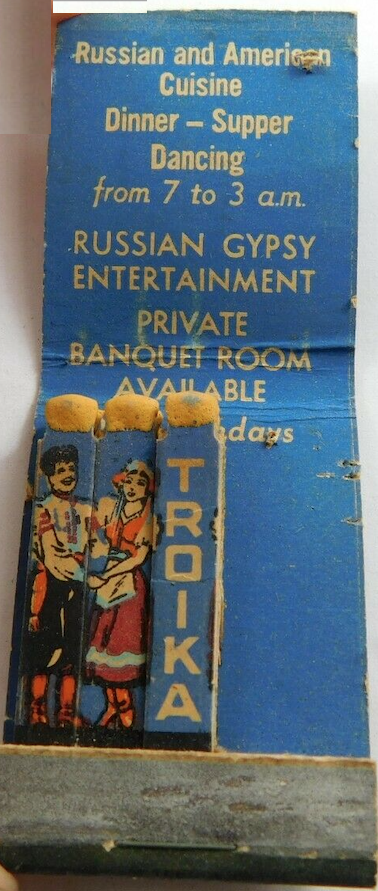 Russian and American
Cuisine
Dinner – Supper
Dancing
from 7 to 3 a.m.
RUSSIAN GYPSY
ENTERTAINMENT
PRIVATE
BANQUET ROOM
AVAILABLE
TROIKA